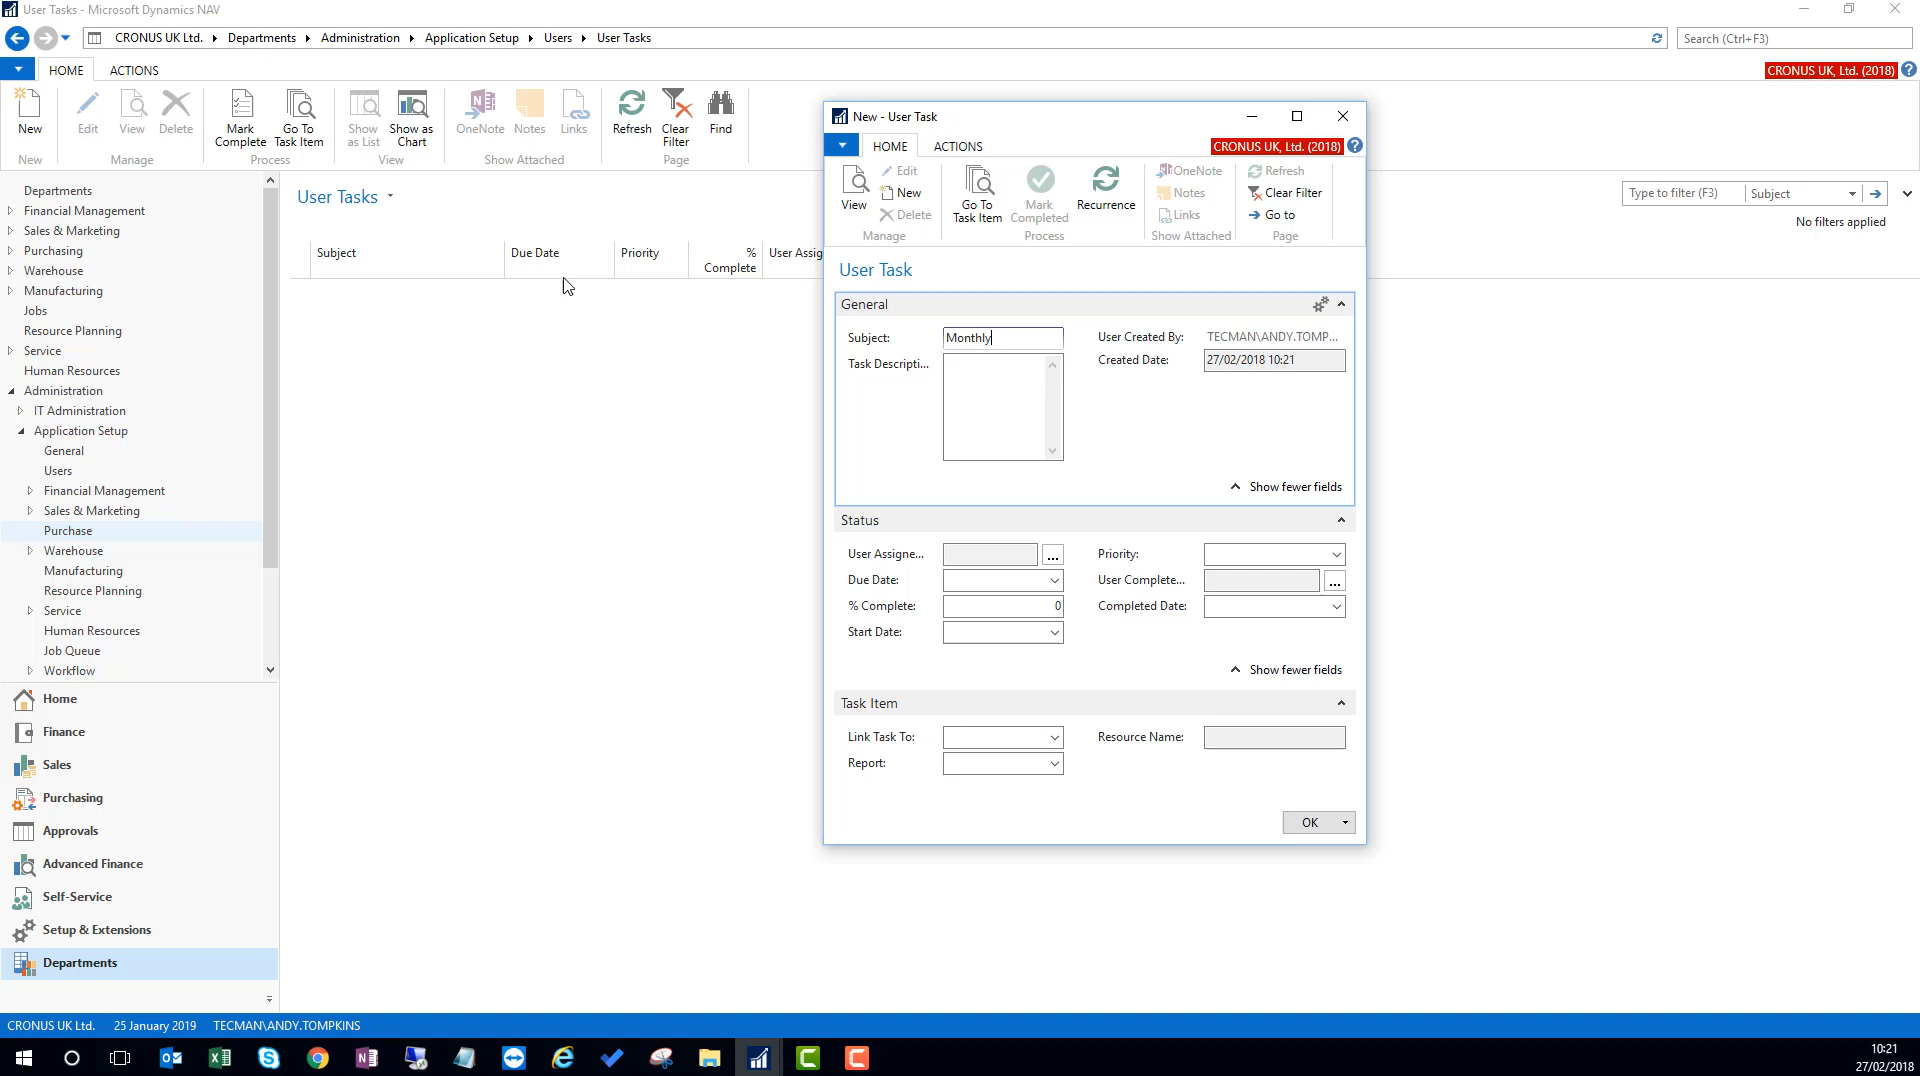 User Tasks - Microsoft Dynamics NAV
CRONUS UK Ltd. Departments Administration Application Setup Users User Tasks
Search (Ctrl+F3)
HOME ACTIONS
CRONUS UK, Ltd. (2018)
New Edit View Delete Mark Complete Go To Task Item Show as List Show as Chart OneNote Notes Links Refresh Clear Filter Find
New Manage Process View Show Attached Page
Departments
Financial Management
Sales & Marketing
Purchasing
Warehouse
Manufacturing
Jobs
Resource Planning
Service
Human Resources
Administration
IT Administration
Application Setup
General
Users
Financial Management
Sales & Marketing
Purchase
Warehouse
Manufacturing
Resource Planning
Service
Human Resources
Job Queue
Workflow
Home
Finance
Sales
Purchasing
Approvals
Advanced Finance
Self-Service
Setup & Extensions
Departments
User Tasks
Type to filter (F3) Subject
No filters applied
Subject Due Date Priority % Complete User Assig
New - User Task
HOME ACTIONS
CRONUS UK, Ltd. (2018)
View Edit New Delete Go To Task Item Mark Completed Recurrence OneNote Notes Links Refresh Clear Filter Go to
Manage Process Show Attached Page
User Task
General
Subject: Monthly User Created By: TECMAN\ANDY.TOMP...
Task Descripti... Created Date: 27/02/2018 10:21
Show fewer fields
Status
User Assigne... ... Priority:
Due Date: User Complete... ...
% Complete: 0 Completed Date:
Start Date:
Show fewer fields
Task Item
Link Task To: Resource Name:
Report:
OK
CRONUS UK Ltd. 25 January 2019 TECMAN\ANDY.TOMPKINS
10:21
27/02/2018